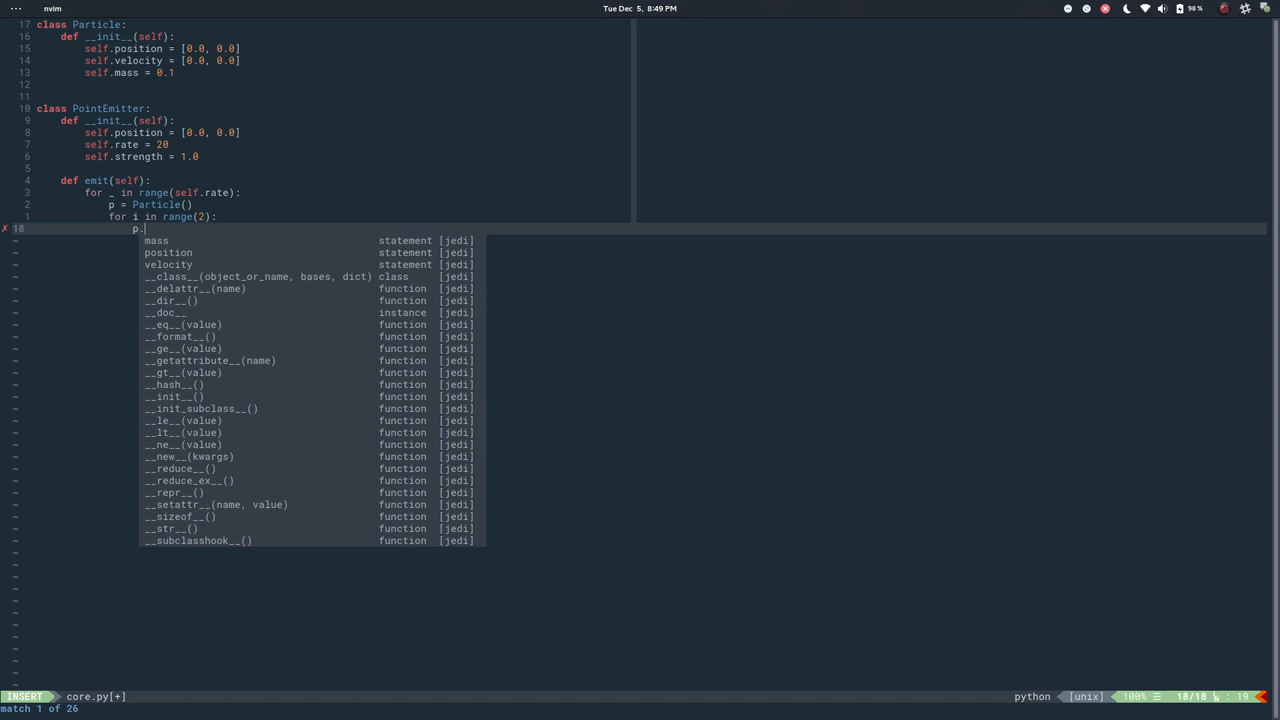 ··· nvim Tue Dec 5, 8:49 PM 98 %
17 class Particle:
16 def __init__(self):
15 self.position = [0.0, 0.0]
14 self.velocity = [0.0, 0.0]
13 self.mass = 0.1
12
11
10 class PointEmitter:
9 def __init__(self):
8 self.position = [0.0, 0.0]
7 self.rate = 20
6 self.strength = 1.0
5
4 def emit(self):
3 for _ in range(self.rate):
2 p = Particle()
1 for i in range(2):
✗ 18 p.
~ mass statement [jedi]
~ position statement [jedi]
~ velocity statement [jedi]
~ __class__(object_or_name, bases, dict) class [jedi]
~ __delattr__(name) function [jedi]
~ __dir__() function [jedi]
~ __doc__ instance [jedi]
~ __eq__(value) function [jedi]
~ __format__() function [jedi]
~ __ge__(value) function [jedi]
~ __getattribute__(name) function [jedi]
~ __gt__(value) function [jedi]
~ __hash__() function [jedi]
~ __init__() function [jedi]
~ __init_subclass__() function [jedi]
~ __le__(value) function [jedi]
~ __lt__(value) function [jedi]
~ __ne__(value) function [jedi]
~ __new__(kwargs) function [jedi]
~ __reduce__() function [jedi]
~ __reduce_ex__() function [jedi]
~ __repr__() function [jedi]
~ __setattr__(name, value) function [jedi]
~ __sizeof__() function [jedi]
~ __str__() function [jedi]
~ __subclasshook__() function [jedi]
~
~
~
~
~
~
~
~
~
~
~
~
INSERT core.py[+] python [unix] 100% ☰ 18/18 : 19
match 1 of 26